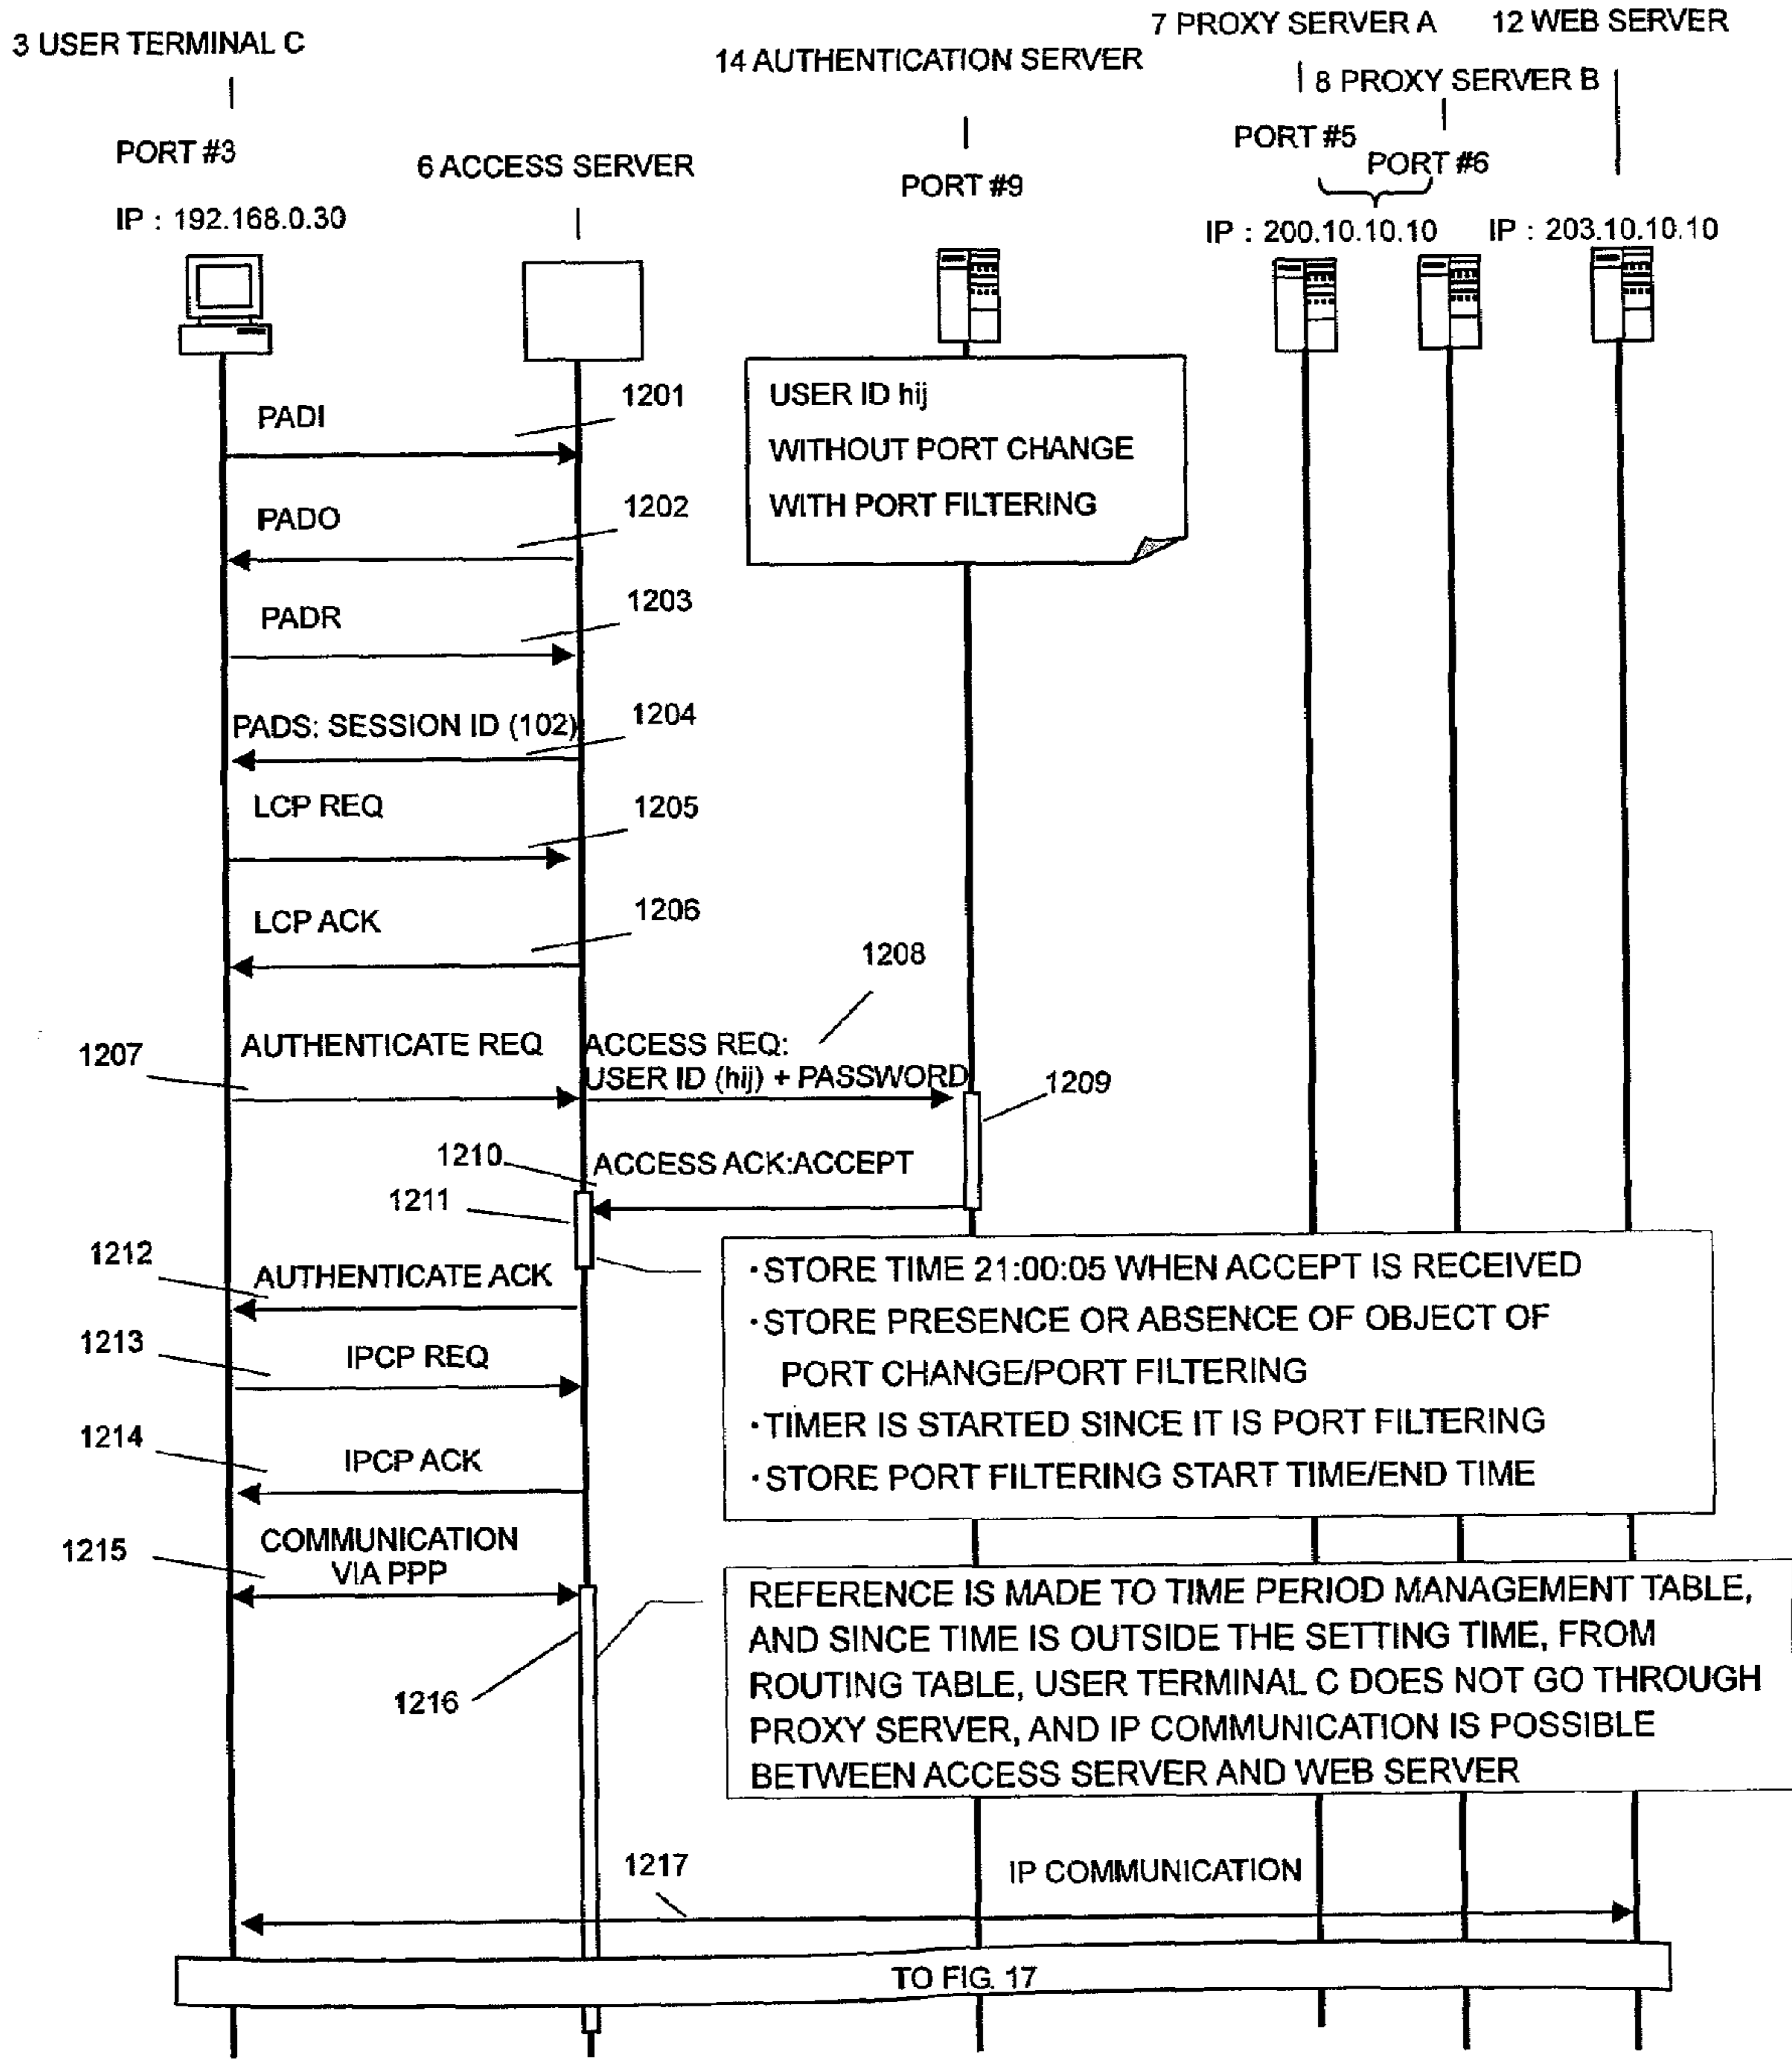 7 PROXY SERVER A
12 WEB SERVER
3 USER TERMINAL C
14 AUTHENTICATION SERVER
8 PROXY SERVER B
PORT #5
PORT #3
6 ACCESS SERVER
PORT #6
PORT #9
IP : 192.168.0.30
IP : 200.10.10.10
IP : 203.10.10.10
PADI
1201
USER ID hij
WITHOUT PORT CHANGE
WITH PORT FILTERING
PADO
1202
PADR
1203
PADS: SESSION ID (102)
1204
LCP REQ
1205
LCP ACK
1206
1208
1207
AUTHENTICATE REQ
ACCESS REQ:
USER ID (hij) + PASSWORD
1209
1210
ACCESS ACK:ACCEPT
1211
1212
AUTHENTICATE ACK
・STORE TIME 21:00:05 WHEN ACCEPT IS RECEIVED
・STORE PRESENCE OR ABSENCE OF OBJECT OF
PORT CHANGE/PORT FILTERING
・TIMER IS STARTED SINCE IT IS PORT FILTERING
・STORE PORT FILTERING START TIME/END TIME
1213
IPCP REQ
1214
IPCP ACK
1215
COMMUNICATION
VIA PPP
1216
REFERENCE IS MADE TO TIME PERIOD MANAGEMENT TABLE,
AND SINCE TIME IS OUTSIDE THE SETTING TIME, FROM
ROUTING TABLE, USER TERMINAL C DOES NOT GO THROUGH
PROXY SERVER, AND IP COMMUNICATION IS POSSIBLE
BETWEEN ACCESS SERVER AND WEB SERVER
1217
IP COMMUNICATION
TO FIG. 17